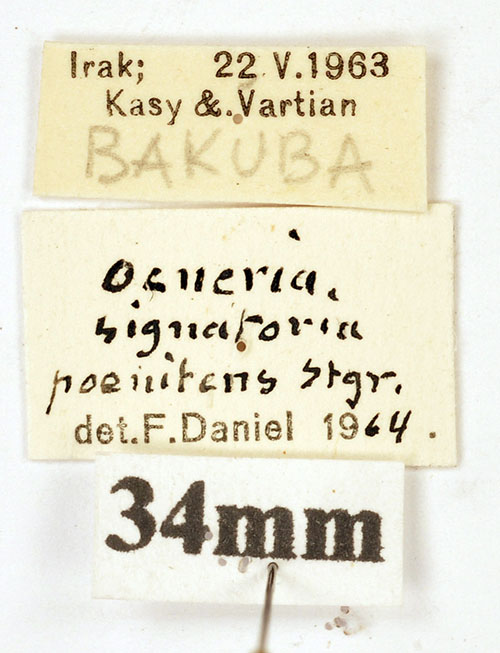 Irak; 22.V.1963
Kasy & Vartian
BAKUBA
Ocneria
signatoria
poenitens Stgr.
det.F.Daniel 1964.
34mm